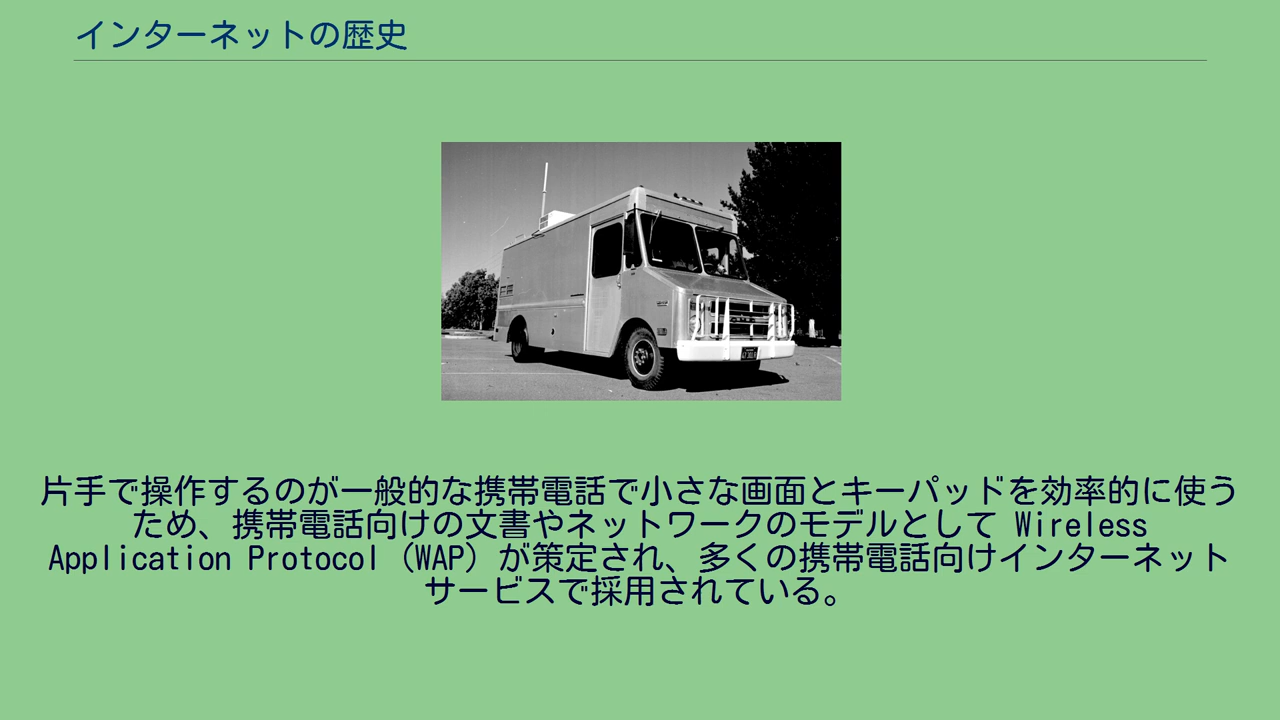 インターネットの歴史
片手で操作するのが一般的な携帯電話で小さな画面とキーパッドを効率的に使う
ため、携帯電話向けの文書やネットワークのモデルとして Wireless
Application Protocol（WAP）が策定され、多くの携帯電話向けインターネット
サービスで採用されている。